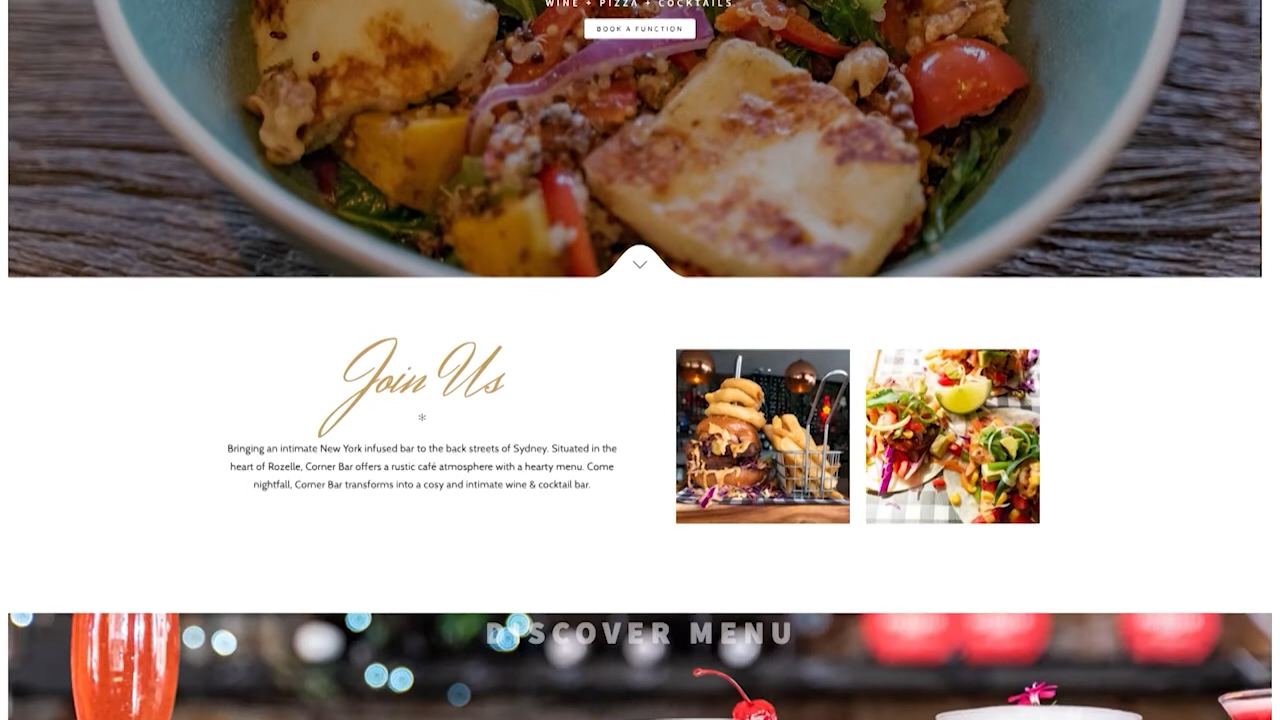 WINE + PIZZA + COCKTAILS
BOOK A FUNCTION
Join Us
*
Bringing an intimate New York infused bar to the back streets of Sydney. Situated in the
heart of Rozelle, Corner Bar offers a rustic café atmosphere with a hearty menu. Come
nightfall, Corner Bar transforms into a cosy and intimate wine & cocktail bar.
DISCOVER MENU